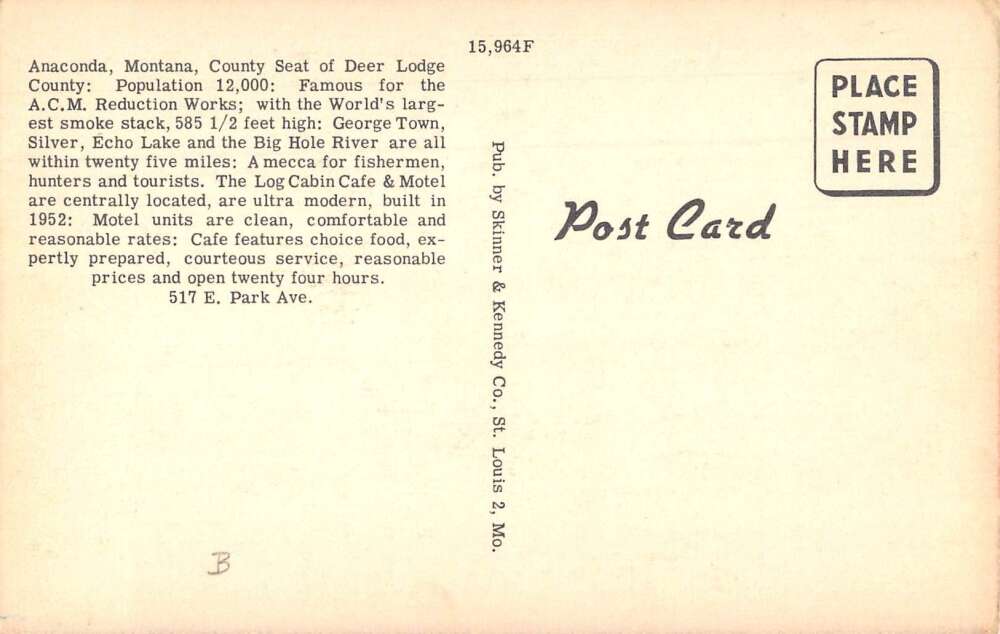 15,964F
Anaconda, Montana, County Seat of Deer Lodge
County: Population 12,000: Famous for the
A.C.M. Reduction Works; with the World's larg-
est smoke stack, 585 1/2 feet high: George Town,
Silver, Echo Lake and the Big Hole River are all
within twenty five miles: A mecca for fishermen,
hunters and tourists. The Log Cabin Cafe & Motel
are centrally located, are ultra modern, built in
1952: Motel units are clean, comfortable and
reasonable rates: Cafe features choice food, ex-
pertly prepared, courteous service, reasonable
prices and open twenty four hours.
517 E. Park Ave.
Pub. by Skinner & Kennedy Co., St. Louis 2, Mo.
PLACE
STAMP
HERE
Post Card
B